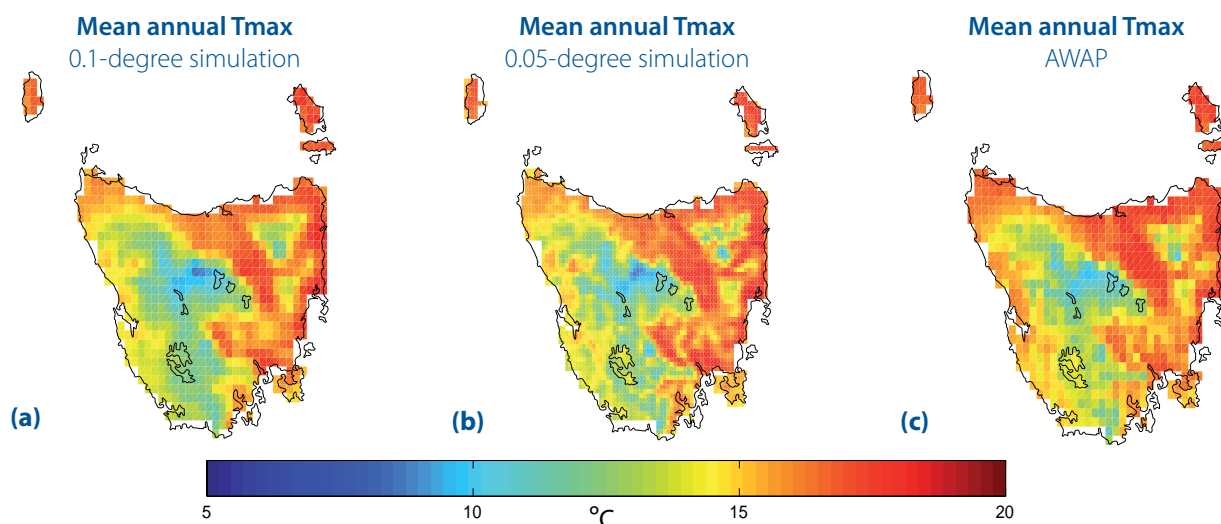 Mean annual Tmax
0.1-degree simulation
Mean annual Tmax
0.05-degree simulation
Mean annual Tmax
AWAP
(a)
(b)
(c)
5
10
15
20
°C